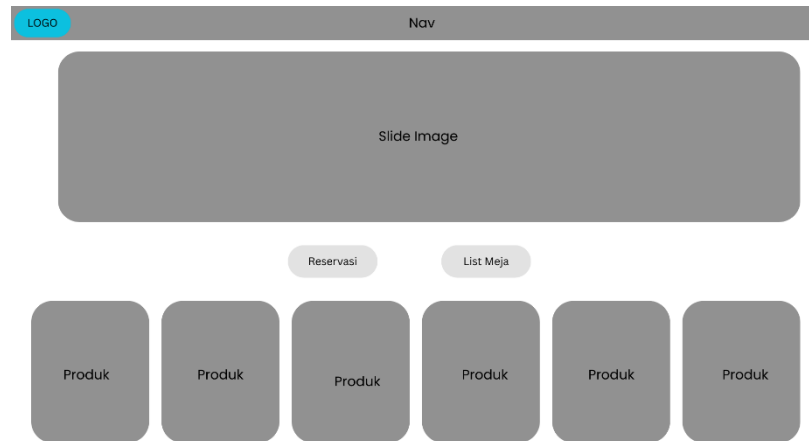 LOGO
Nav
Slide Image
Reservasi
List Meja
Produk
Produk
Produk
Produk
Produk
Produk